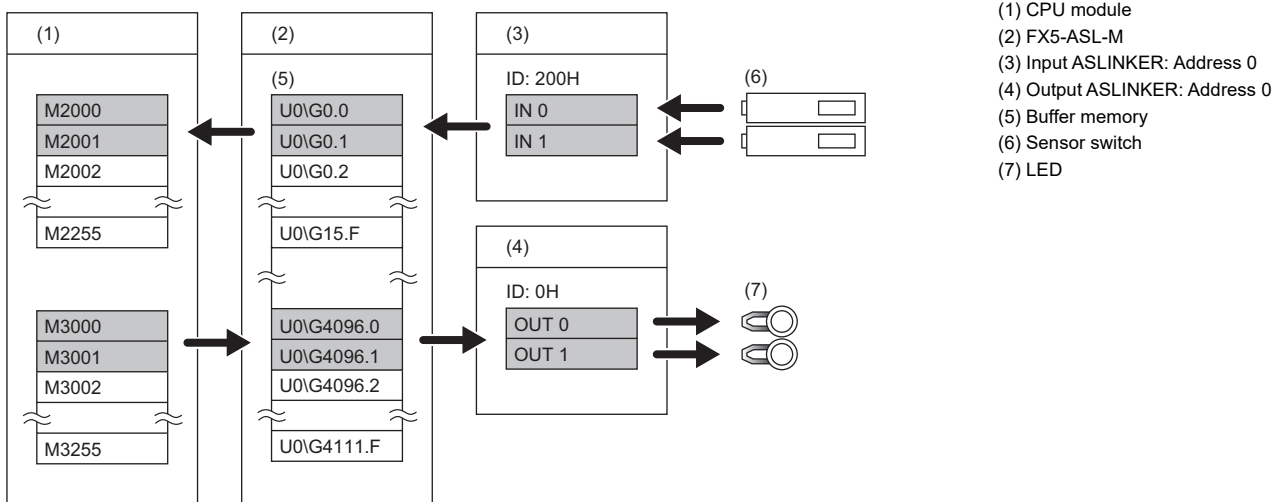 (1)
M2000
M2001
M2002
M2255
M3000
M3001
M3002
M3255
(2)
(5)
U0\G0.0
U0\G0.1
U0\G0.2
U0\G15.F
U0\G4096.0
U0\G4096.1
U0\G4096.2
U0\G4111.F
(3)
ID: 200H
IN 0
IN 1
(4)
ID: 0H
OUT 0
OUT 1
(6)
(7)
(1) CPU module
(2) FX5-ASL-M
(3) Input ASLINKER: Address 0
(4) Output ASLINKER: Address 0
(5) Buffer memory
(6) Sensor switch
(7) LED